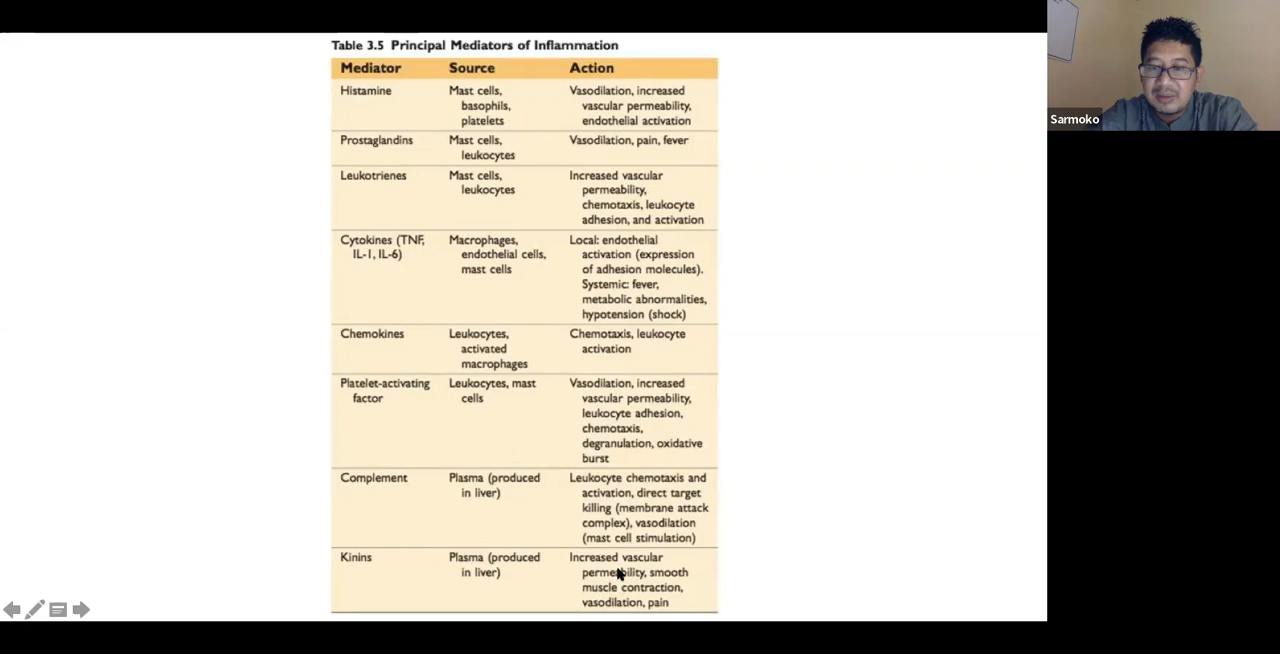 Table 3.5 Principal Mediators of Inflammation
Mediator Source Action
Histamine Mast cells, Vasodilation, increased
basophils, vascular permeability,
platelets endothelial activation
Prostaglandins Mast cells, Vasodilation, pain, fever
leukocytes
Leukotrienes Mast cells, Increased vascular
leukocytes permeability,
chemotaxis, leukocyte
adhesion, and activation
Cytokines (TNF, Macrophages, Local: endothelial
IL-1, IL-6) endothelial cells, activation (expression
mast cells of adhesion molecules).
Systemic: fever,
metabolic abnormalities,
hypotension (shock)
Chemokines Leukocytes, Chemotaxis, leukocyte
activated activation
macrophages
Platelet-activating Leukocytes, mast Vasodilation, increased
factor cells vascular permeability,
leukocyte adhesion,
chemotaxis,
degranulation, oxidative
burst
Complement Plasma (produced Leukocyte chemotaxis and
in liver) activation, direct target
killing (membrane attack
complex), vasodilation
(mast cell stimulation)
Kinins Plasma (produced Increased vascular
in liver) permeability, smooth
muscle contraction,
vasodilation, pain
Sarmoko